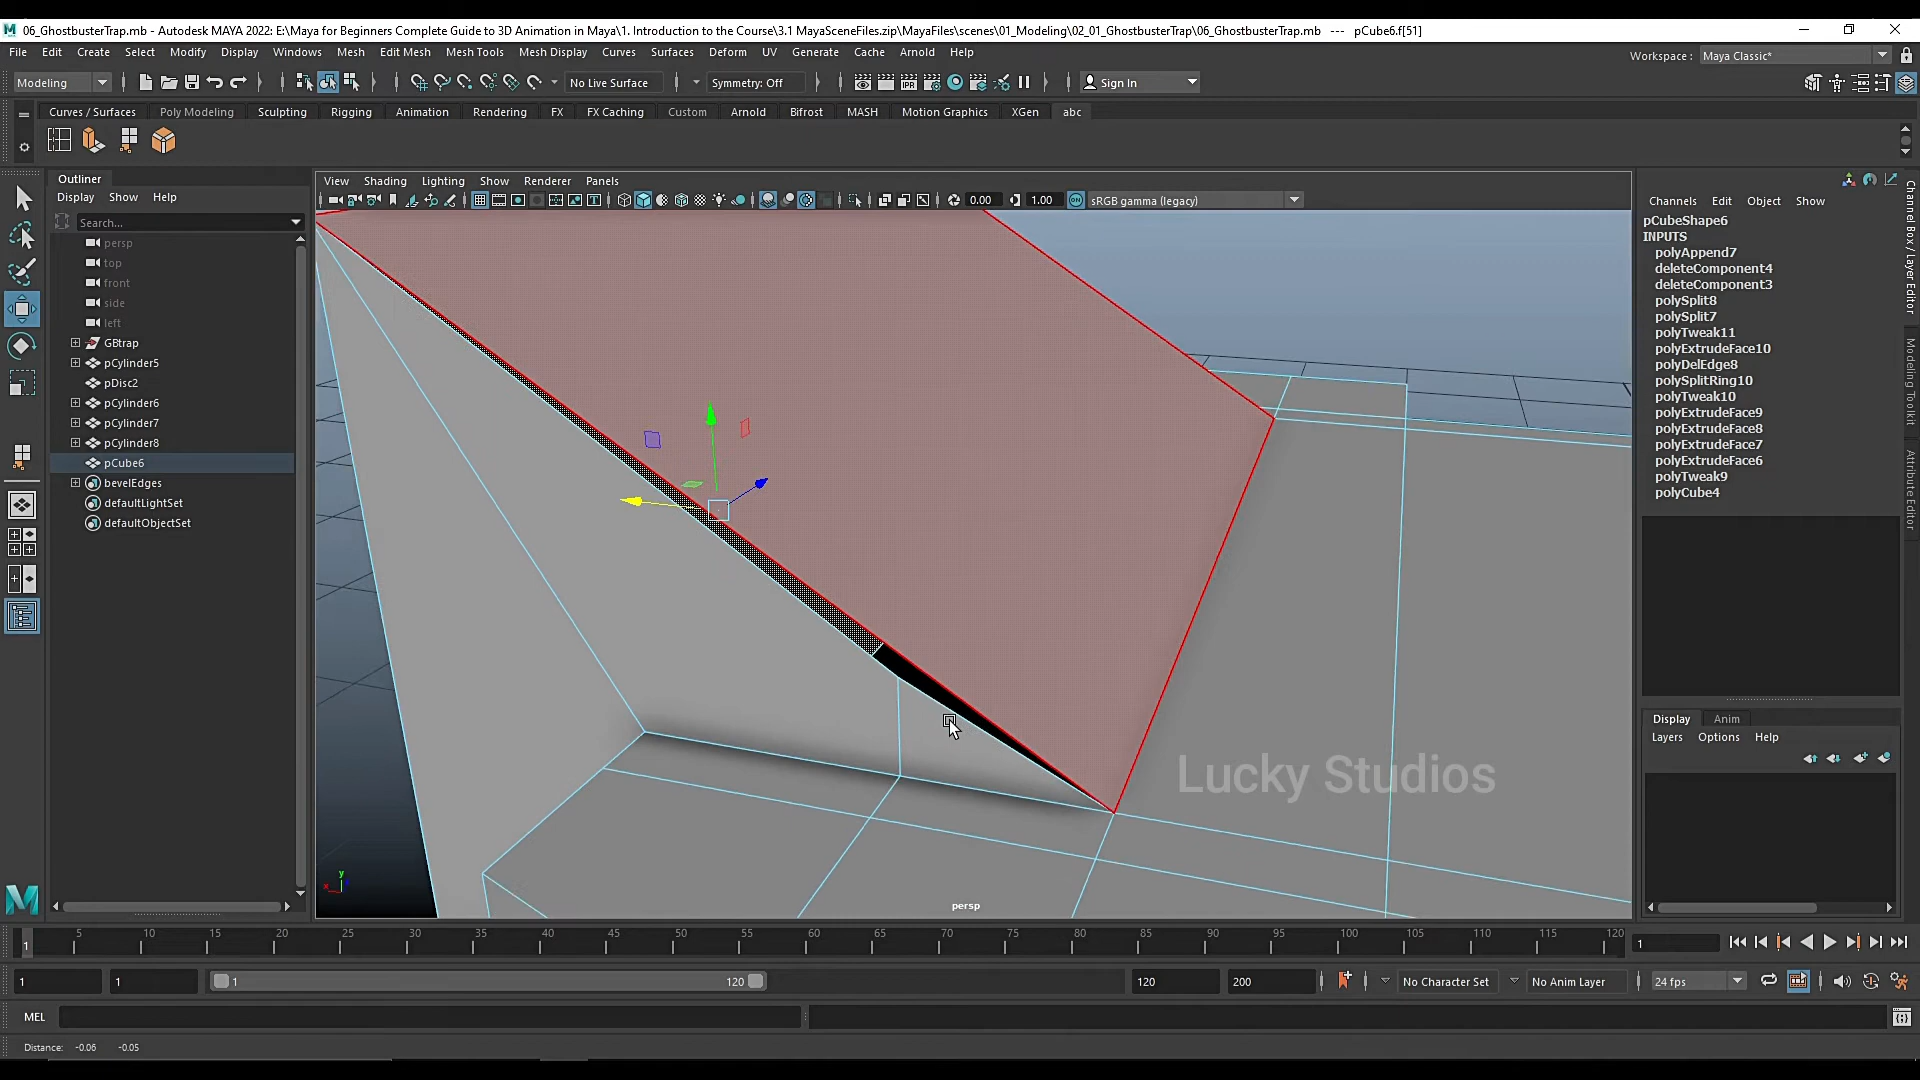 06_GhostbusterTrap.mb - Autodesk MAYA 2022: E:\Maya for Beginners Complete Guide to 3D Animation in Maya\1. Introduction to the Course\3.1 MayaSceneFiles.zip\MayaFiles\scenes\01_Modeling\02_01_GhostbusterTrap\06_GhostbusterTrap.mb --- pCube6.f[51]
File Edit Create Select Modify Display Windows Mesh Edit Mesh Mesh Tools Mesh Display Curves Surfaces Deform UV Generate Cache Arnold Help
Workspace : Maya Classic*
Modeling No Live Surface Symmetry: Off Sign In
Curves / Surfaces Poly Modeling Sculpting Rigging Animation Rendering FX FX Caching Custom Arnold Bifrost MASH Motion Graphics XGen abc
Outliner
Display Show Help
Search...
persp
top
front
side
left
GBtrap
pCylinder5
pDisc2
pCylinder6
pCylinder7
pCylinder8
pCube6
bevelEdges
defaultLightSet
defaultObjectSet
View Shading Lighting Show Renderer Panels
0.00 1.00 ON sRGB gamma (legacy)
Lucky Studios
y
x
persp
Channels Edit Object Show
pCubeShape6
INPUTS
polyAppend7
deleteComponent4
deleteComponent3
polySplit8
polySplit7
polyTweak11
polyExtrudeFace10
polyDelEdge8
polySplitRing10
polyTweak10
polyExtrudeFace9
polyExtrudeFace8
polyExtrudeFace7
polyExtrudeFace6
polyTweak9
polyCube4
Channel Box / Layer Editor
Modeling Toolkit
Attribute Editor
Display Anim
Layers Options Help
1 5 10 15 20 25 30 35 40 45 50 55 60 65 70 75 80 85 90 95 100 105 110 115 120
1
1 1 1 120 120 200 No Character Set No Anim Layer 24 fps
MEL
Distance: -0.06 -0.05